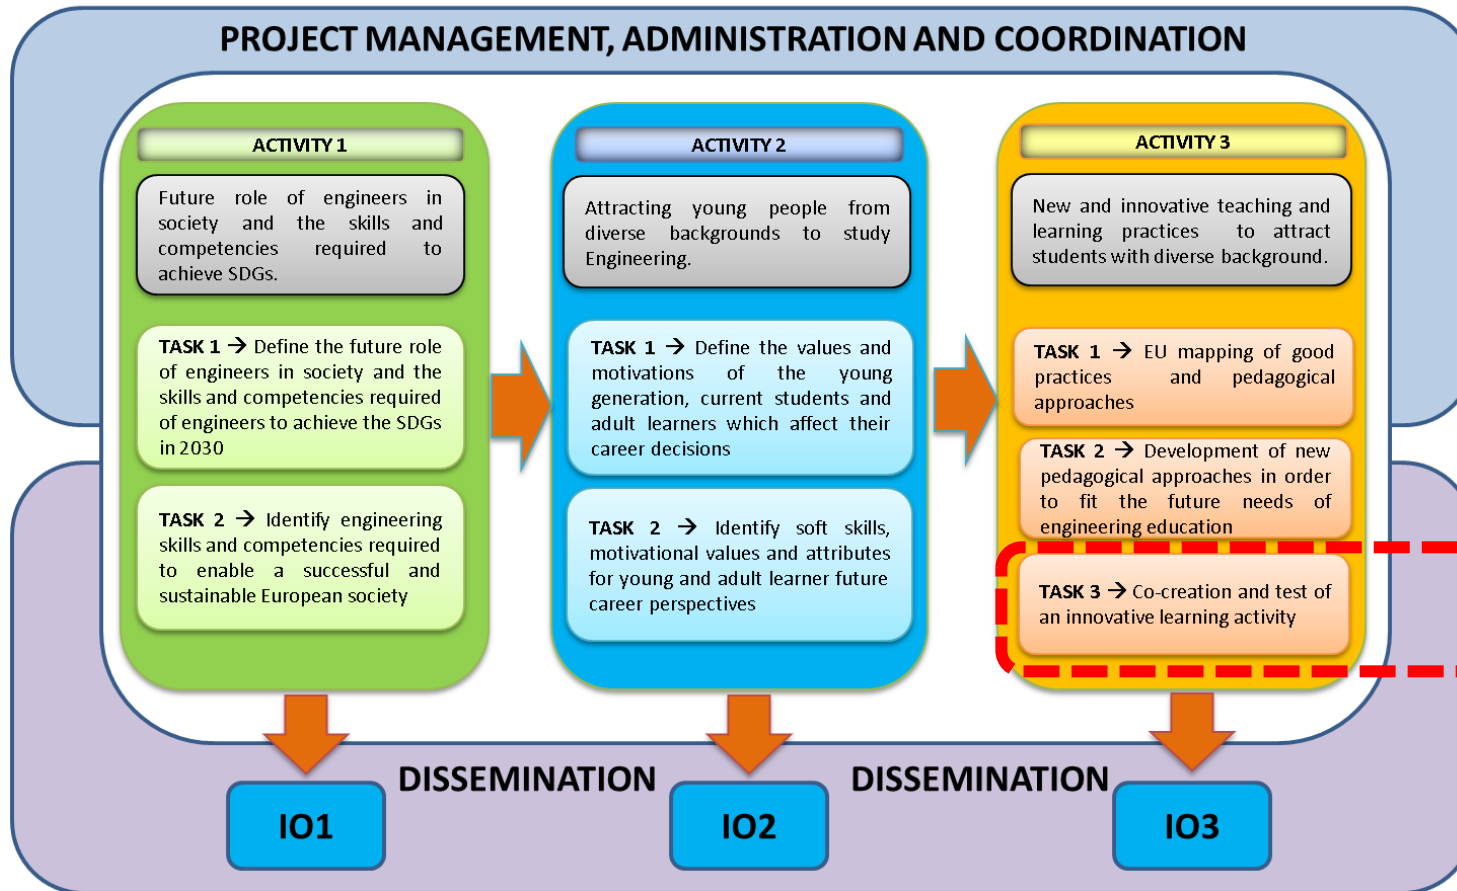 PROJECT MANAGEMENT, ADMINISTRATION AND COORDINATION
ACTIVITY 1
Future role of engineers in
society and the skills and
competencies required to
achieve SDGs.
TASK 1 → Define the future role
of engineers in society and the
skills and competencies required
of engineers to achieve the SDGs
in 2030
TASK 2 → Identify engineering
skills and competencies required
to enable a successful and
sustainable European society
ACTIVITY 2
Attracting young people from
diverse backgrounds to study
Engineering.
TASK 1 → Define the values and
motivations of the young
generation, current students and
adult learners which affect their
career decisions
TASK 2 → Identify soft skills,
motivational values and attributes
for young and adult learner future
career perspectives
ACTIVITY 3
New and innovative teaching and
learning practices to attract
students with diverse background.
TASK 1 → EU mapping of good
practices and pedagogical
approaches
TASK 2 → Development of new
pedagogical approaches in order
to fit the future needs of
engineering education
TASK 3 → Co-creation and test of
an innovative learning activity
DISSEMINATION
DISSEMINATION
IO1
IO2
IO3